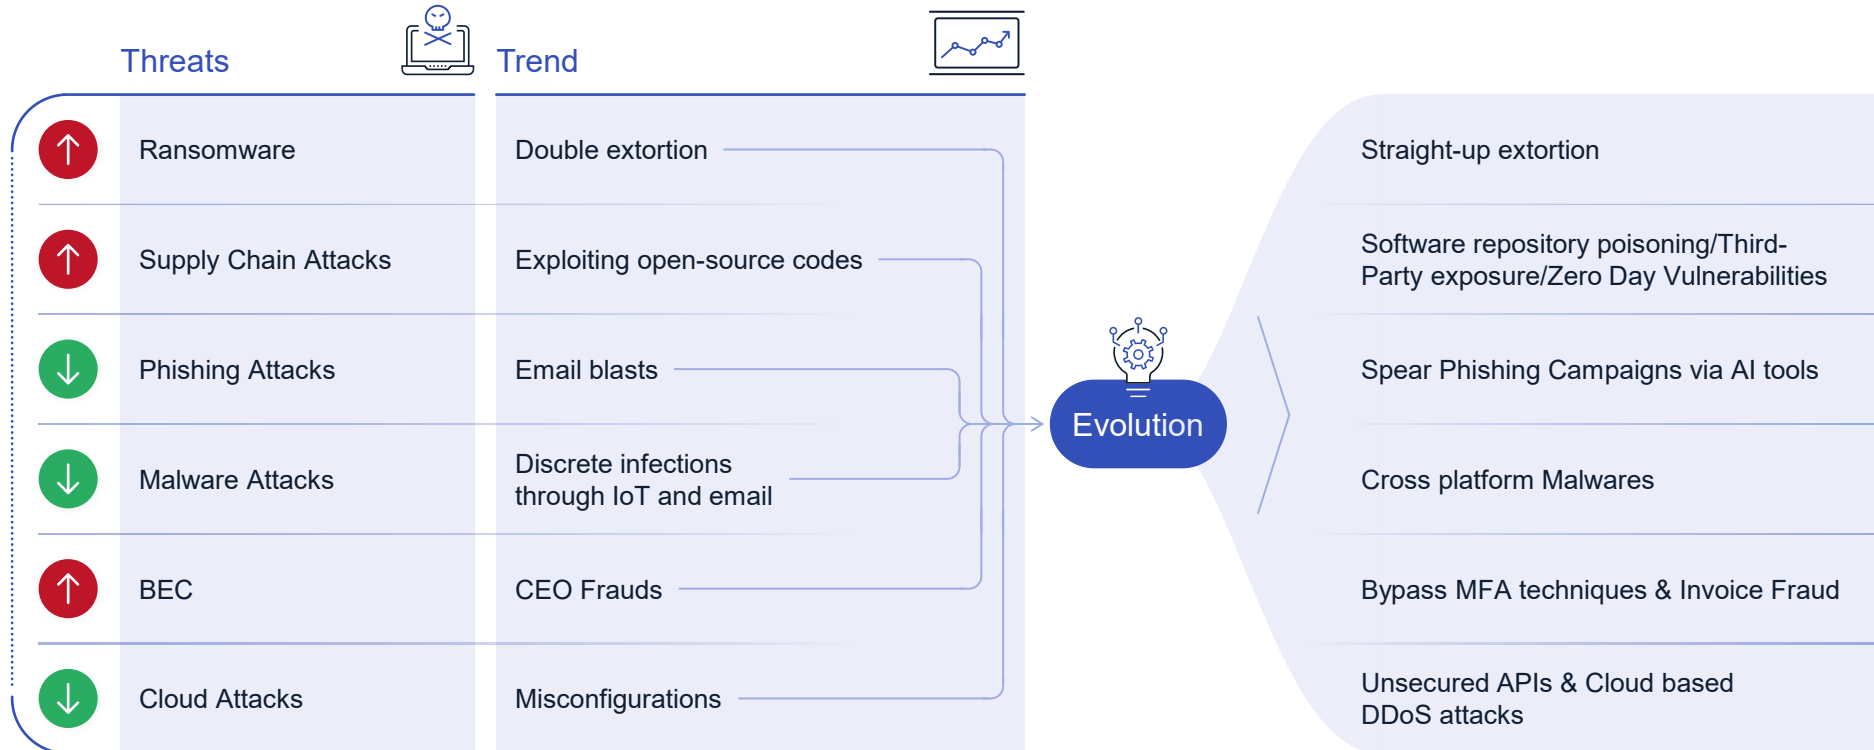 Threats
Trend
Ransomware
Double extortion
Straight-up extortion
Supply Chain Attacks
Exploiting open-source codes
Software repository poisoning/Third-
Party exposure/Zero Day Vulnerabilities
Phishing Attacks
Email blasts
Spear Phishing Campaigns via AI tools
Evolution
Malware Attacks
Discrete infections
through IoT and email
Cross platform Malwares
BEC
CEO Frauds
Bypass MFA techniques & Invoice Fraud
Cloud Attacks
Misconfigurations
Unsecured APIs & Cloud based
DDoS attacks